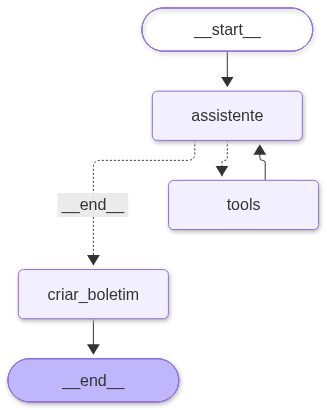 __start__
assistente
__end__
tools
criar_boletim
__end__